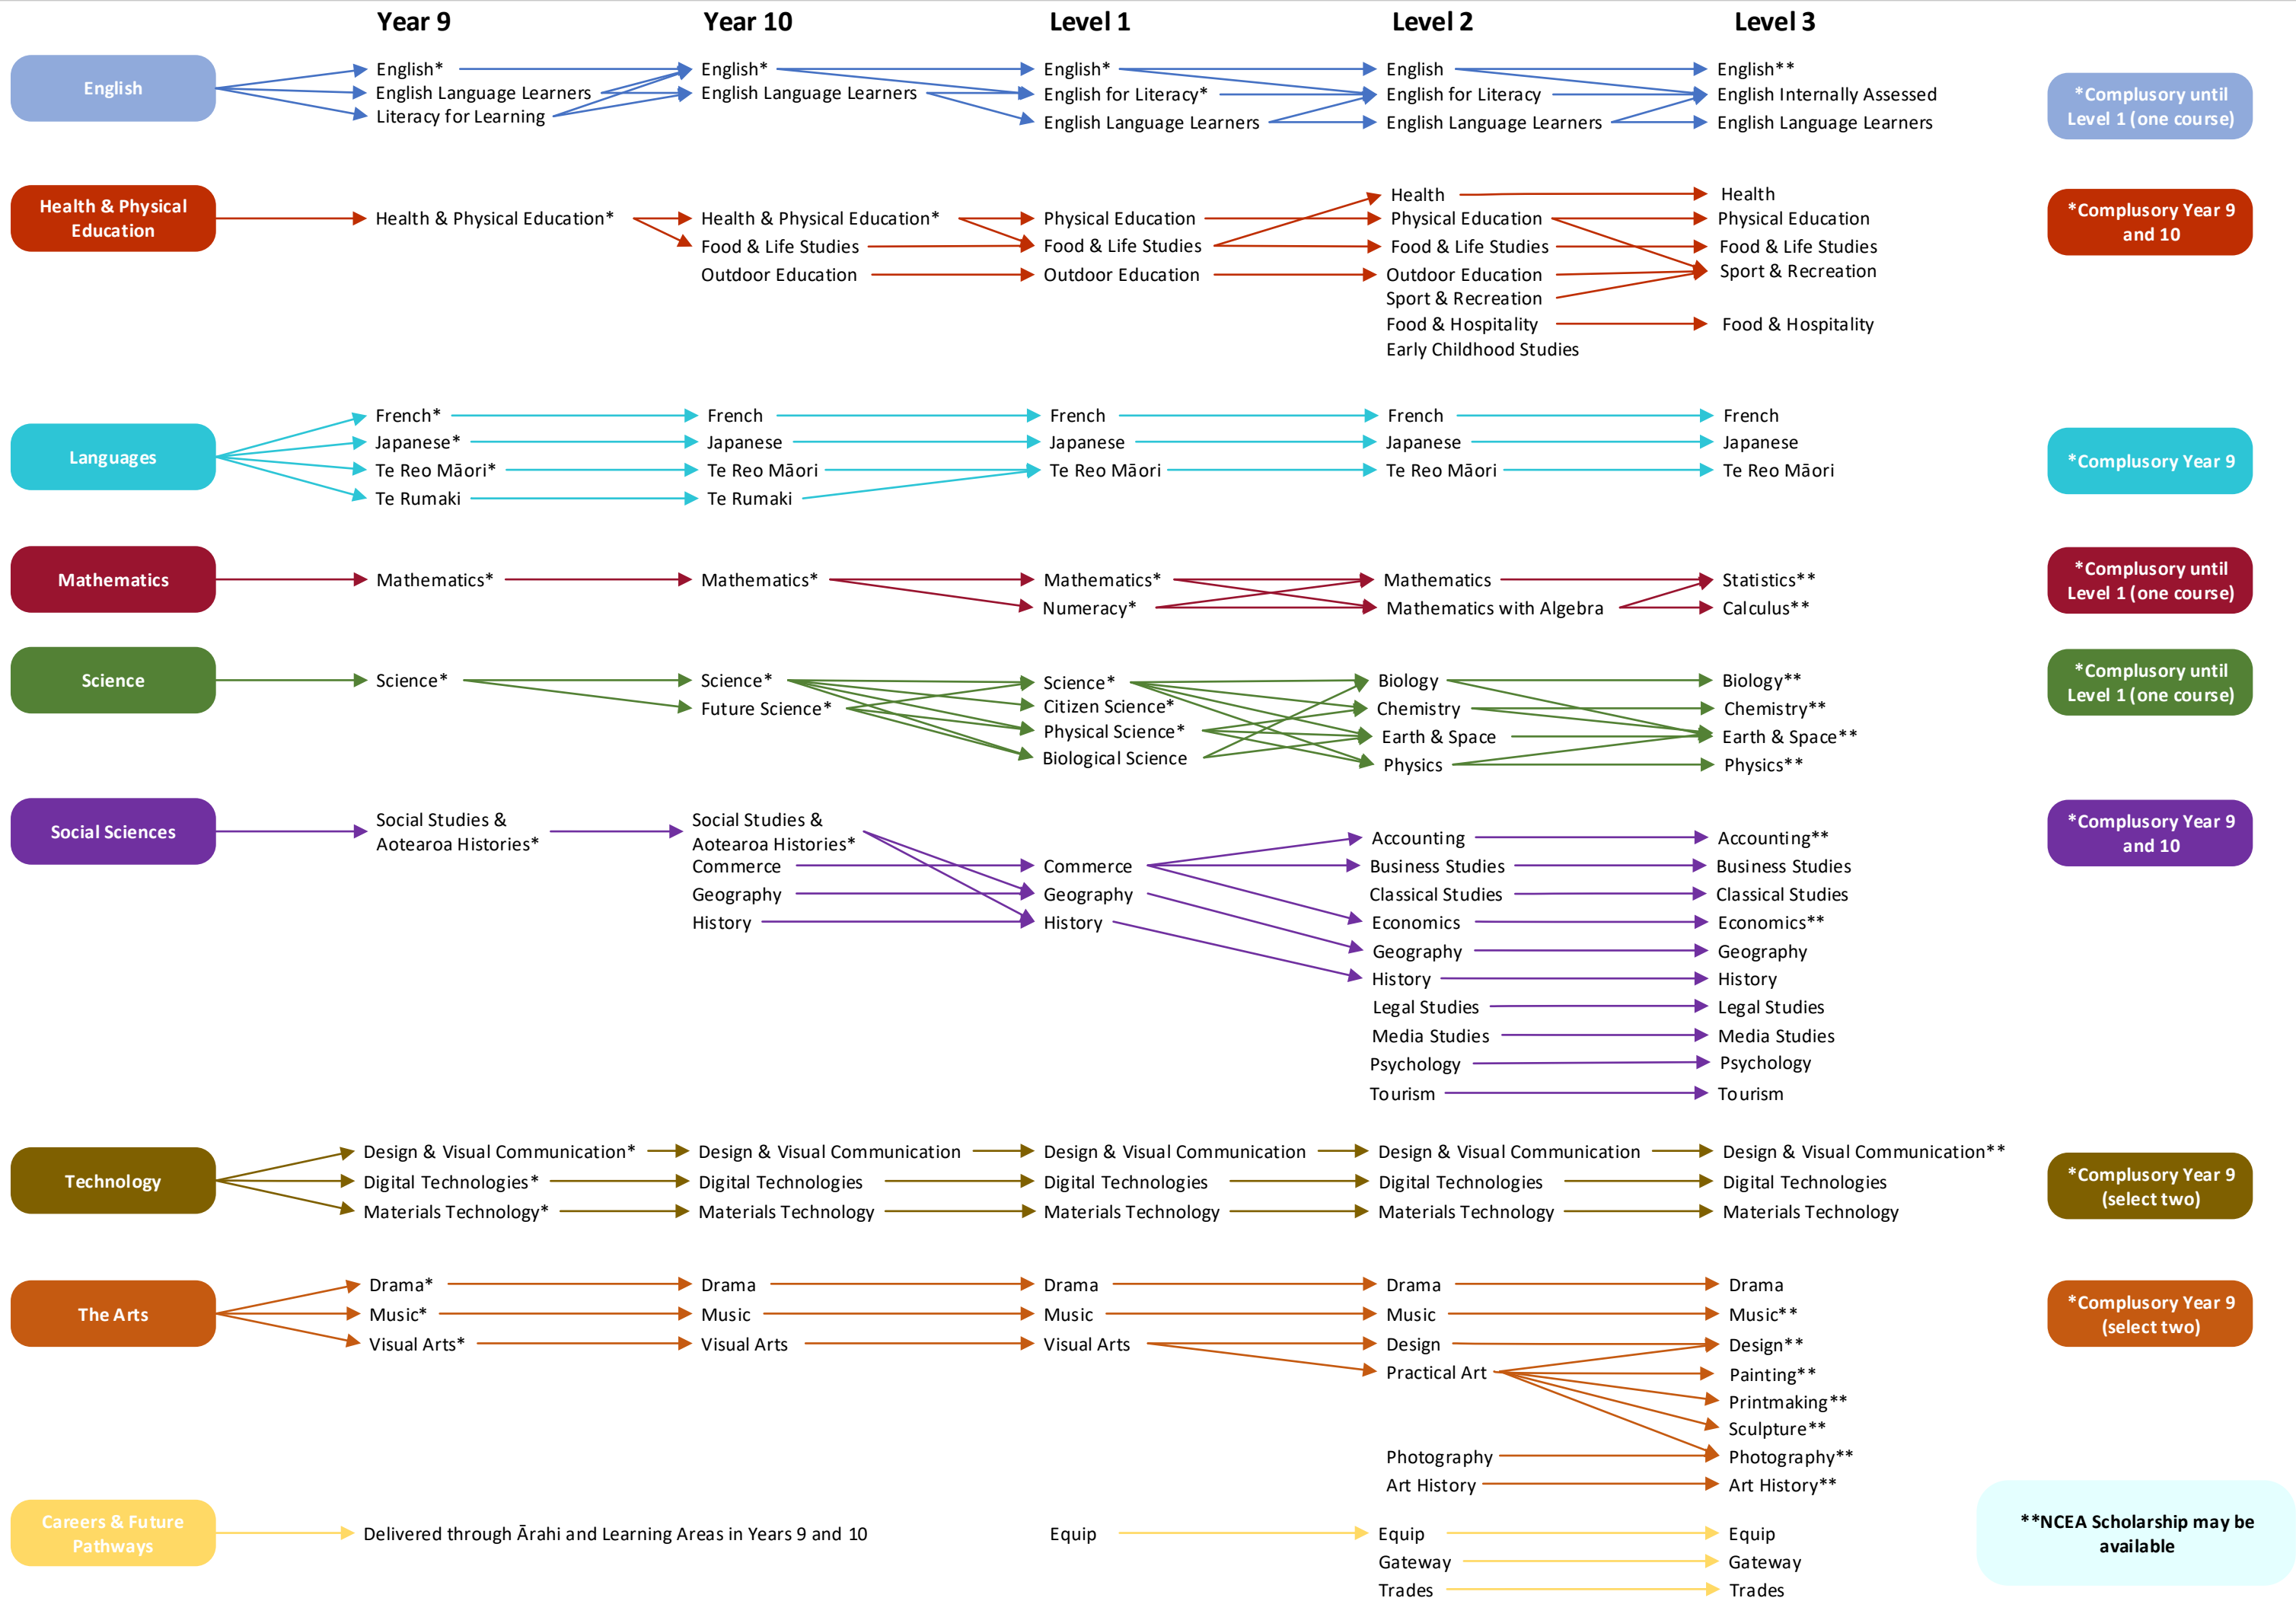 Year 9 Year 10 Level 1 Level 2 Level 3
English
English* English* English* English English**
English Language Learners English Language Learners English for Literacy* English for Literacy English Internally Assessed
Literacy for Learning English Language Learners English Language Learners English Language Learners
*Complusory until
Level 1 (one course)
Health & Physical
Education
Health Health
Health & Physical Education* Health & Physical Education* Physical Education Physical Education Physical Education
Food & Life Studies Food & Life Studies Food & Life Studies Food & Life Studies
Outdoor Education Outdoor Education Outdoor Education Sport & Recreation
Sport & Recreation
Food & Hospitality Food & Hospitality
Early Childhood Studies
*Complusory Year 9
and 10
Languages
French* French French French French
Japanese* Japanese Japanese Japanese Japanese
Te Reo Māori* Te Reo Māori Te Reo Māori Te Reo Māori Te Reo Māori
Te Rumaki Te Rumaki
*Complusory Year 9
Mathematics
Mathematics* Mathematics* Mathematics* Mathematics Statistics**
Numeracy* Mathematics with Algebra Calculus**
*Complusory until
Level 1 (one course)
Science
Science* Science* Science* Biology Biology**
Future Science* Citizen Science* Chemistry Chemistry**
Physical Science* Earth & Space Earth & Space**
Biological Science Physics Physics**
*Complusory until
Level 1 (one course)
Social Sciences
Social Studies & Social Studies &
Aotearoa Histories* Aotearoa Histories* Accounting Accounting**
Commerce Commerce Business Studies Business Studies
Geography Geography Classical Studies Classical Studies
History History Economics Economics**
Geography Geography
History History
Legal Studies Legal Studies
Media Studies Media Studies
Psychology Psychology
Tourism Tourism
*Complusory Year 9
and 10
Technology
Design & Visual Communication* Design & Visual Communication Design & Visual Communication Design & Visual Communication Design & Visual Communication**
Digital Technologies* Digital Technologies Digital Technologies Digital Technologies Digital Technologies
Materials Technology* Materials Technology Materials Technology Materials Technology Materials Technology
*Complusory Year 9
(select two)
The Arts
Drama* Drama Drama Drama Drama
Music* Music Music Music Music**
Visual Arts* Visual Arts Visual Arts Design Design**
Practical Art Painting**
Printmaking**
Sculpture**
Photography Photography**
Art History Art History**
*Complusory Year 9
(select two)
Careers & Future
Pathways
Delivered through Ārahi and Learning Areas in Years 9 and 10 Equip Equip Equip
Gateway Gateway
Trades Trades
**NCEA Scholarship may be
available